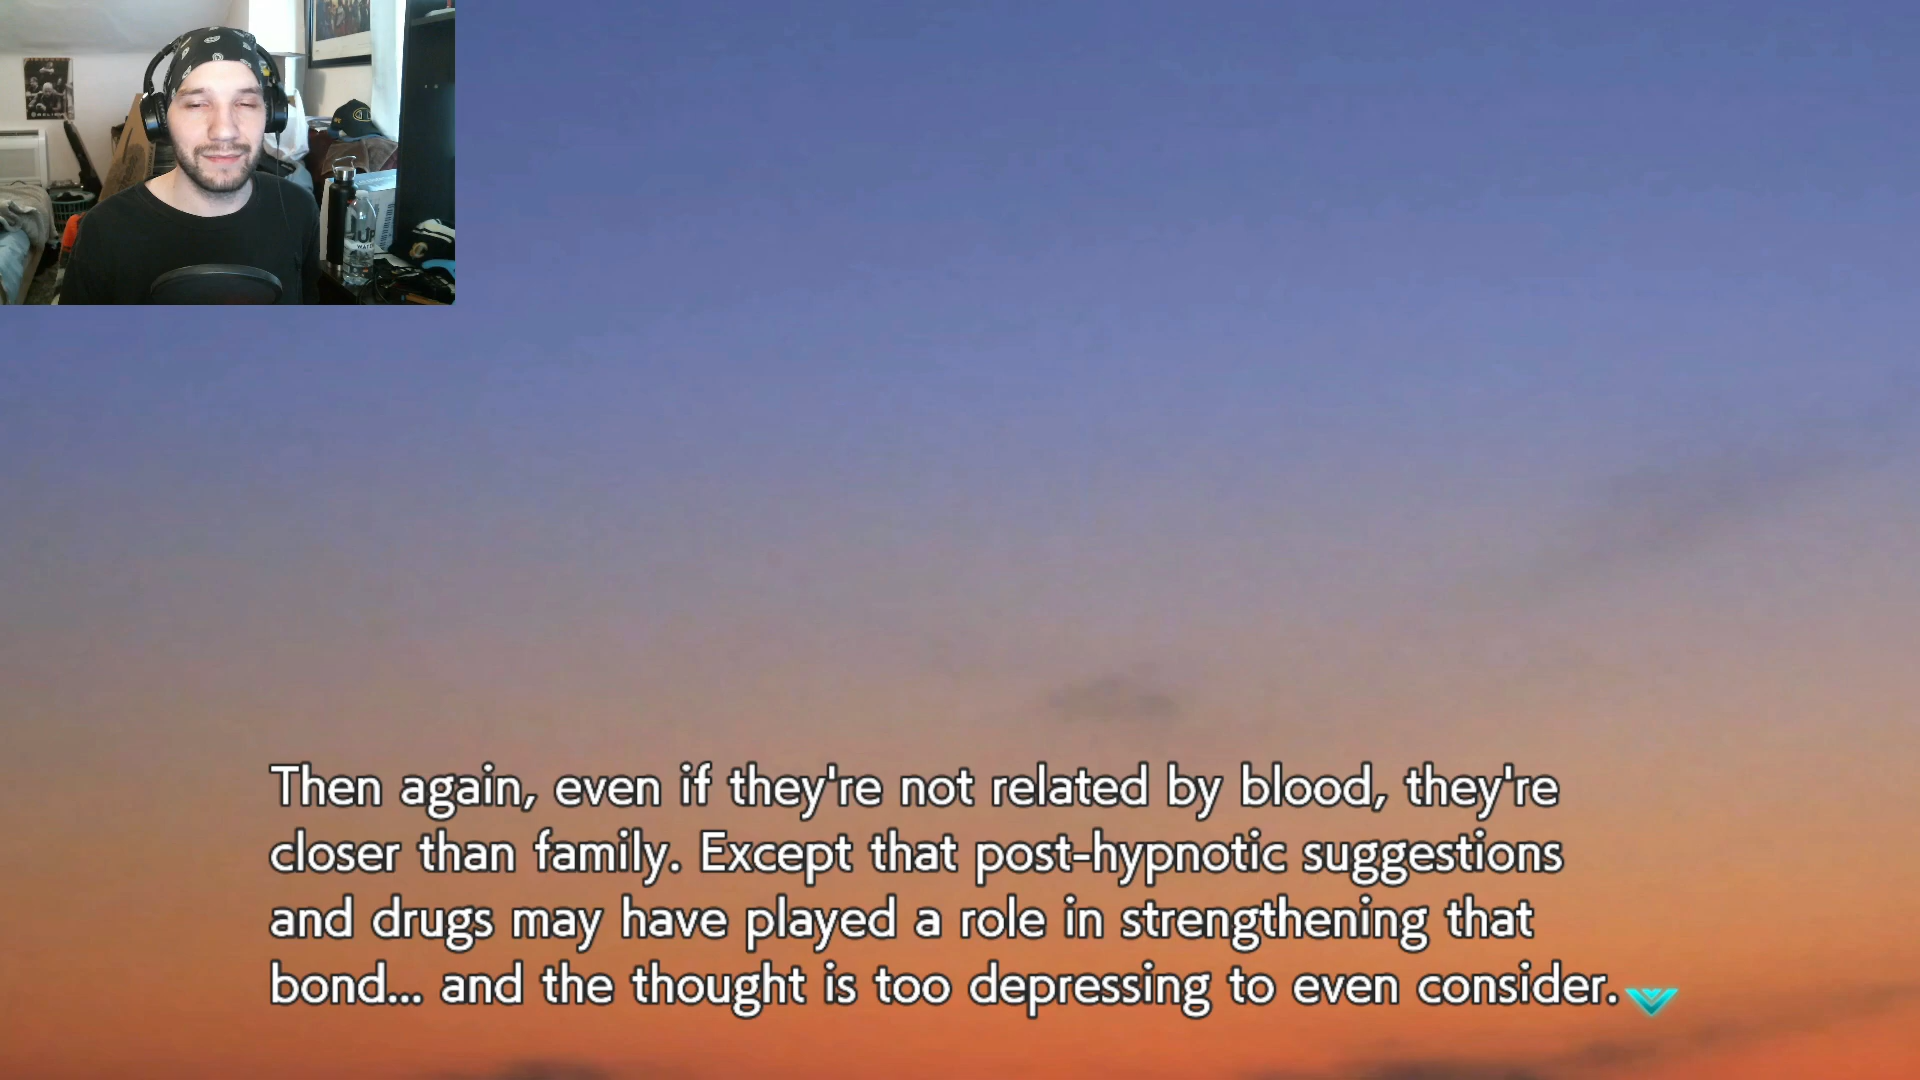 Then again, even if they're not related by blood, they're
closer than family. Except that post-hypnotic suggestions
and drugs may have played a role in strengthening that
bond... and the thought is too depressing to even consider.